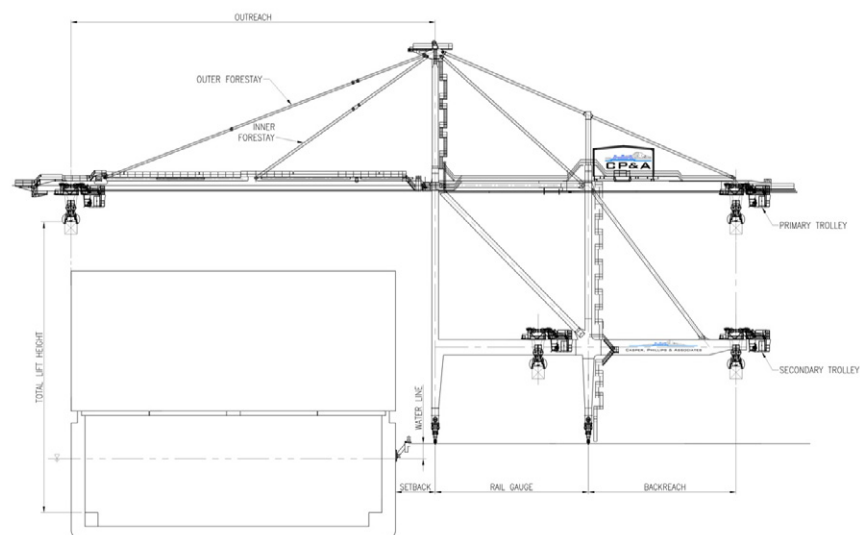 OUTREACH
OUTER FORESTAY
INNER
FORESTAY
CP&A
PRIMARY TROLLEY
TOTAL LIFT HEIGHT
CASPER, PHILLIPS & ASSOCIATES
SECONDARY TROLLEY
WATER LINE
SETBACK
RAIL GAUGE
BACKREACH